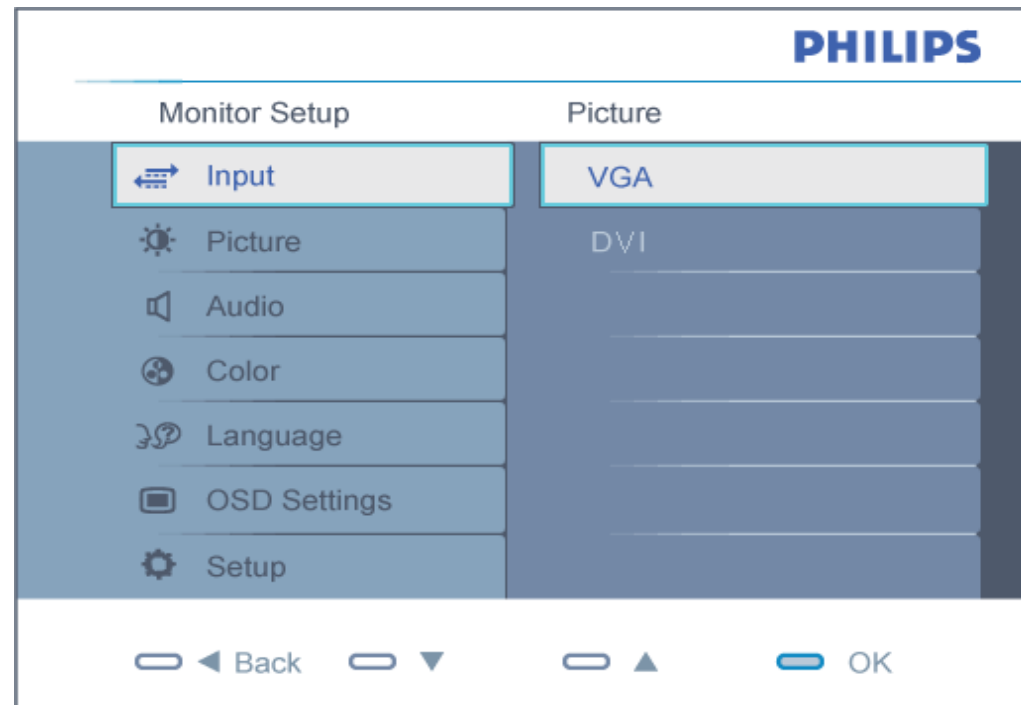 PHILIPS
Monitor Setup Picture
Input VGA
Picture DVI
Audio
Color
Language
OSD Settings
Setup
Back OK